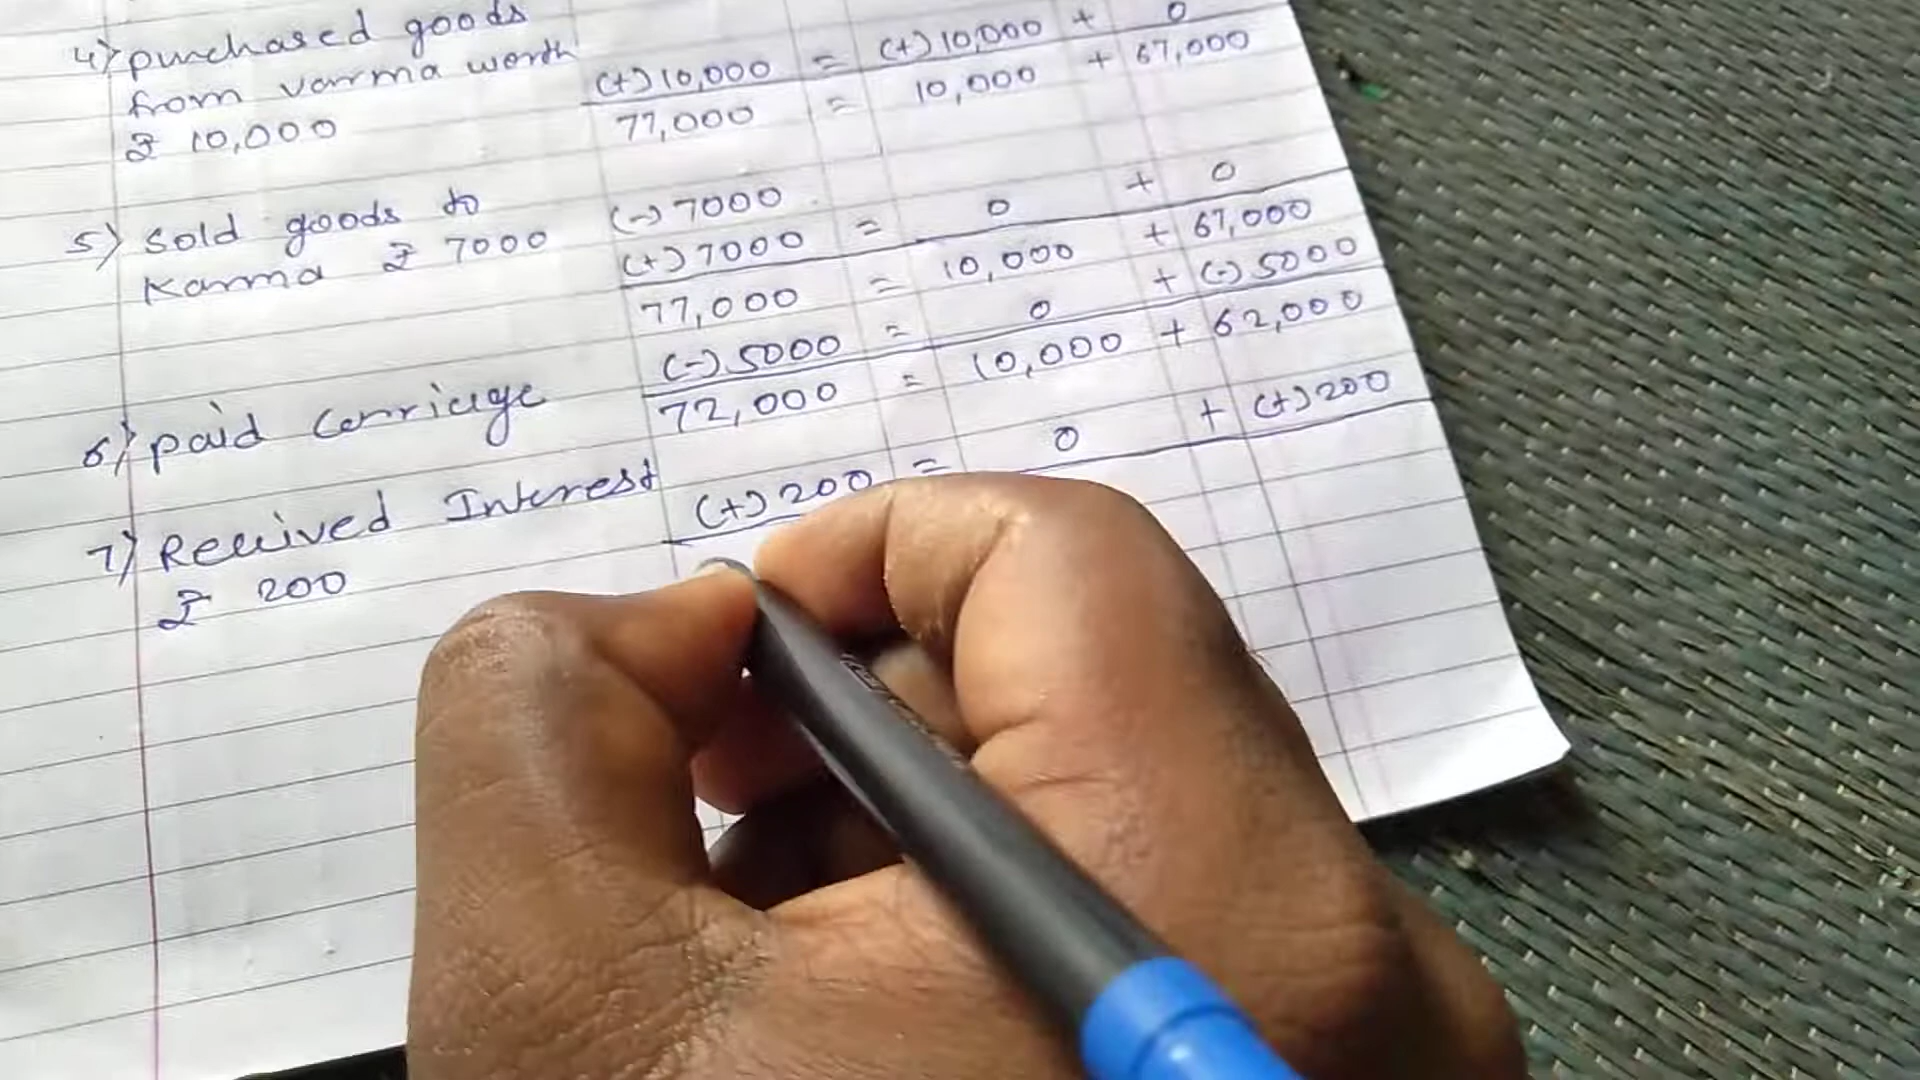 4) purchased goods
from varma worth
₹ 10,000
(+) 10,000 = (+) 10,000 + 0
77,000 = 10,000 + 67,000
5) Sold goods to
Karma ₹ 7000
(-) 7000
(+) 7000 = 0 + 0
77,000 = 10,000 + 67,000
6) paid Carriage
(-) 5000 = 0 + (-) 5000
72,000 = 10,000 + 62,000
7) Received Interest
₹ 200
(+) 200 = 0 + (+) 200